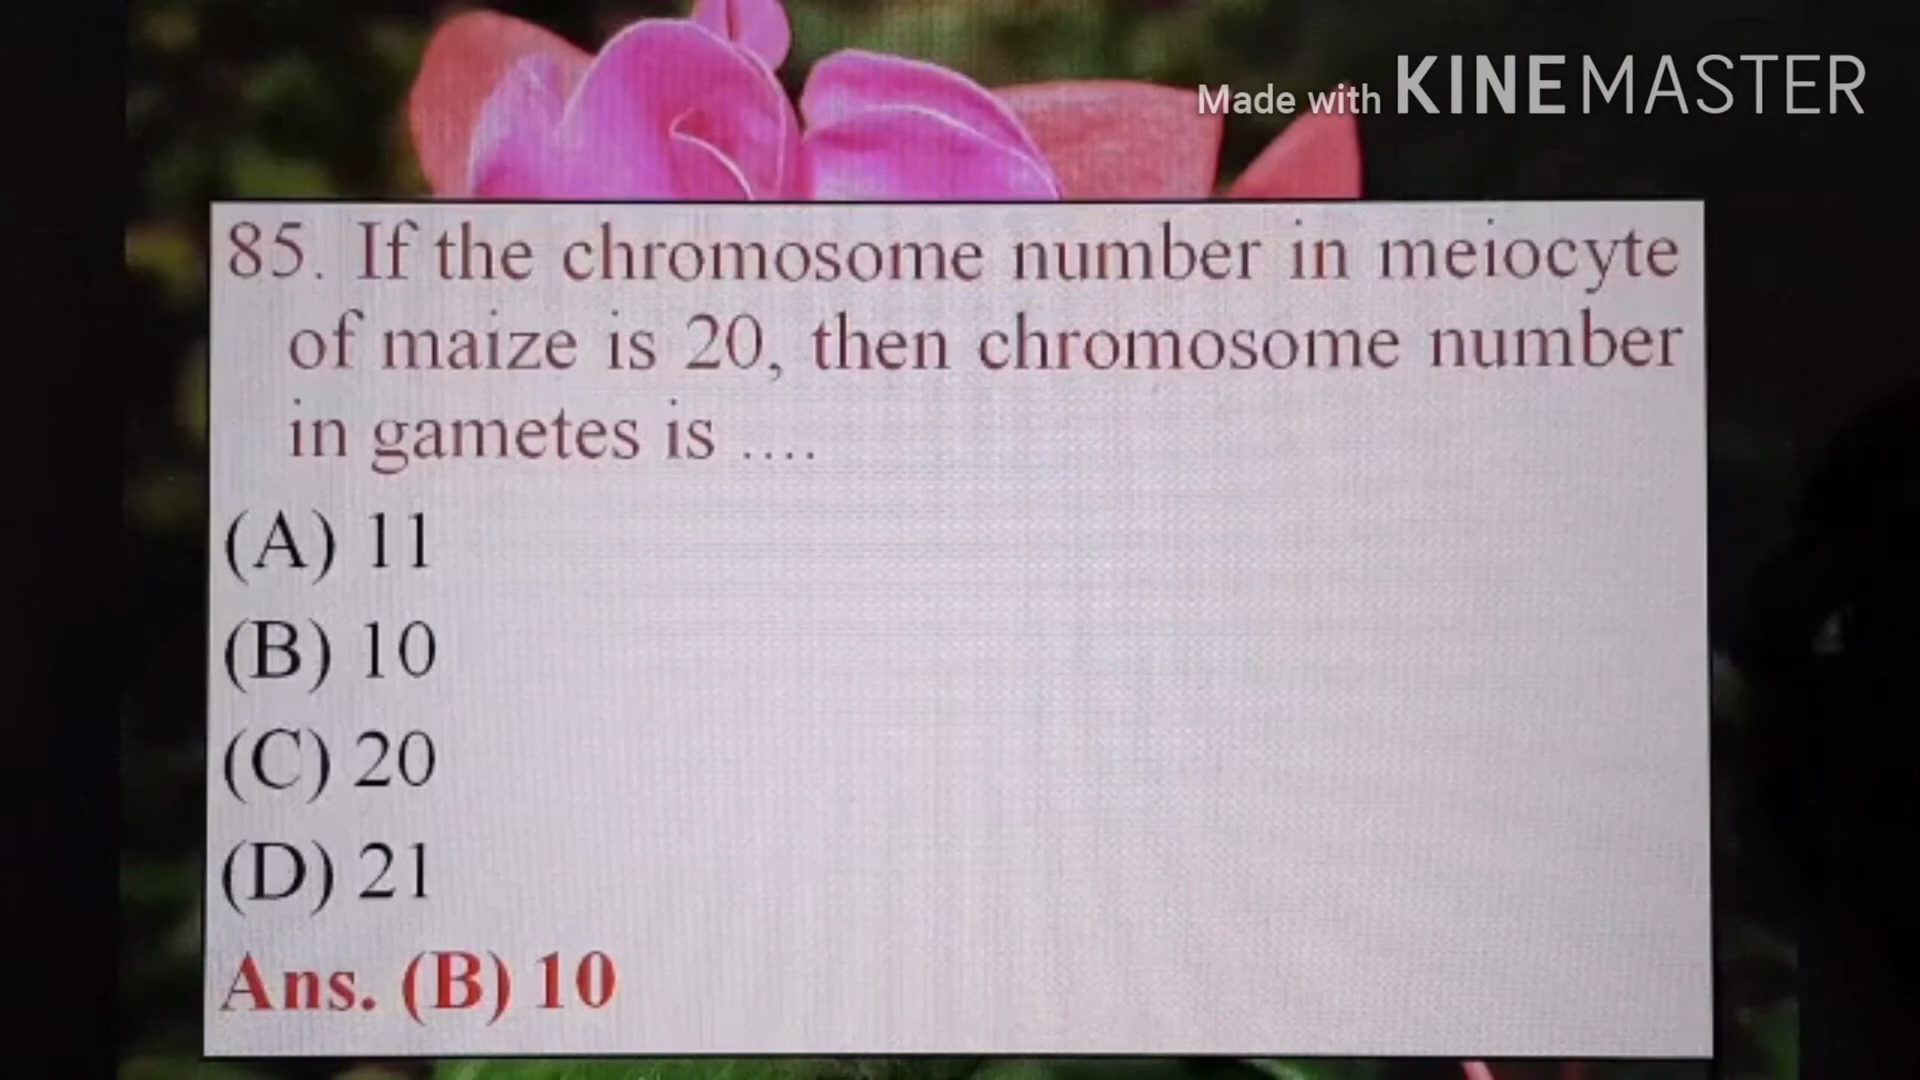 Made with KINEMASTER
85. If the chromosome number in meiocyte
of maize is 20, then chromosome number
in gametes is ....
(A) 11
(B) 10
(C) 20
(D) 21
Ans. (B) 10